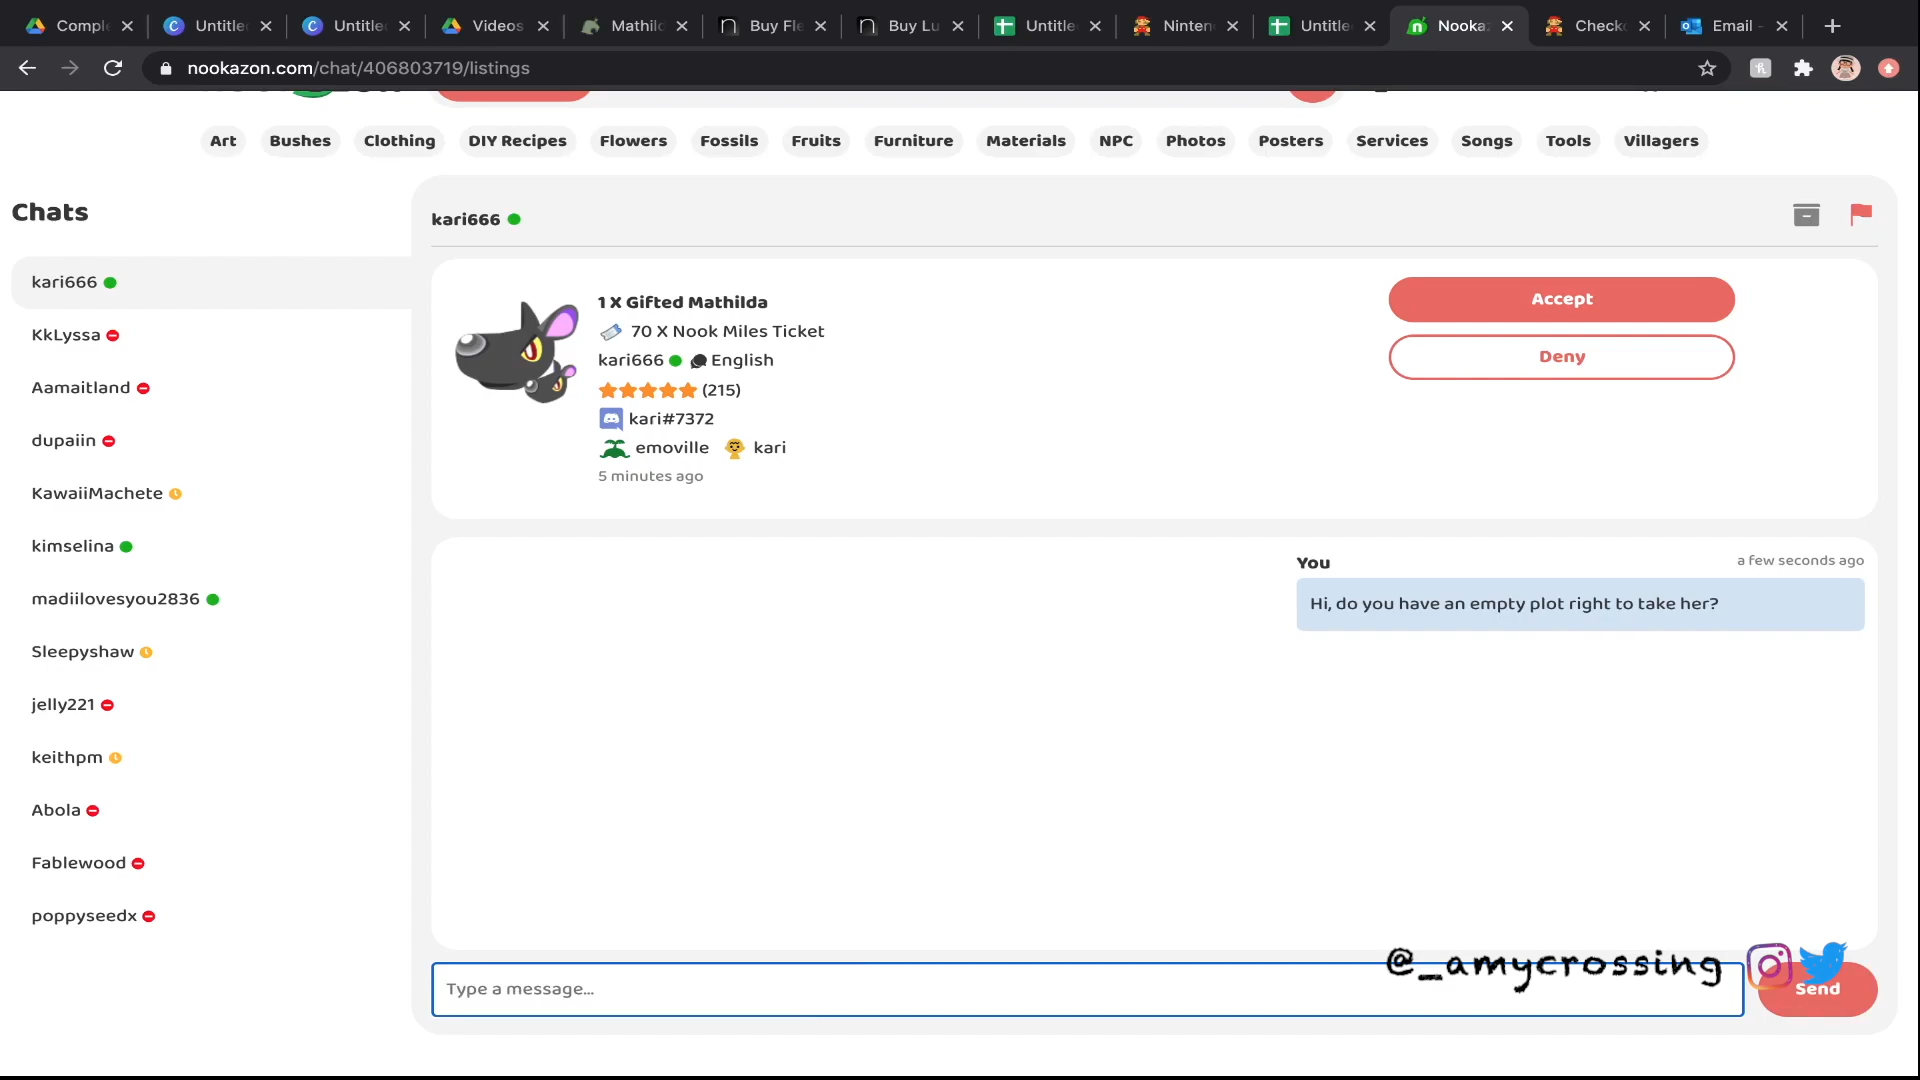 Comple
Untitle
Untitle
Videos
Mathild
Buy Fle
Buy Lu
Untitle
Ninten
Untitle
Nooka
Check
Email -
nookazon.com/chat/406803719/listings
Art
Bushes
Clothing
DIY Recipes
Flowers
Fossils
Fruits
Furniture
Materials
NPC
Photos
Posters
Services
Songs
Tools
Villagers
Chats
kari666
KkLyssa
Aamaitland
dupaiin
KawaiiMachete
kimselina
madiilovesyou2836
Sleepyshaw
jelly221
keithpm
Abola
Fablewood
poppyseedx
kari666
1 X Gifted Mathilda
70 X Nook Miles Ticket
kari666 English
(215)
kari#7372
emoville kari
5 minutes ago
Accept
Deny
You a few seconds ago
Hi, do you have an empty plot right to take her?
@_amycrossing
Type a message...
Send